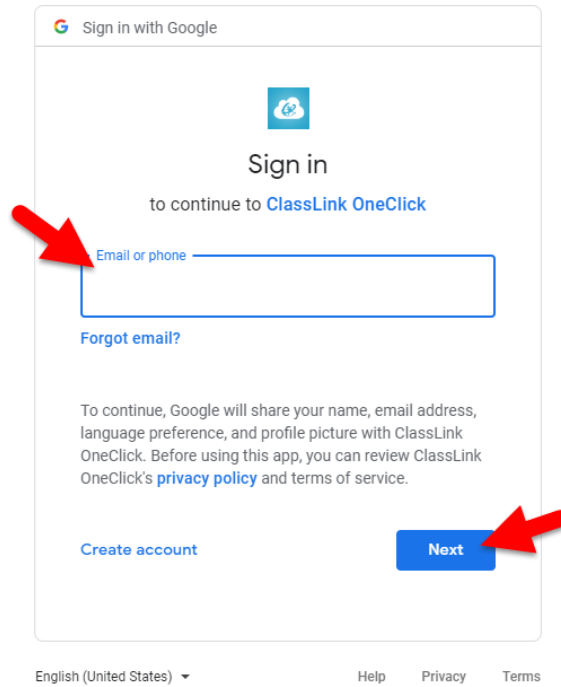 Sign in with Google
Sign in
to continue to ClassLink OneClick
Email or phone
Forgot email?
To continue, Google will share your name, email address,
language preference, and profile picture with ClassLink
OneClick. Before using this app, you can review ClassLink
OneClick's privacy policy and terms of service.
Create account
Next
English (United States)
Help
Privacy
Terms